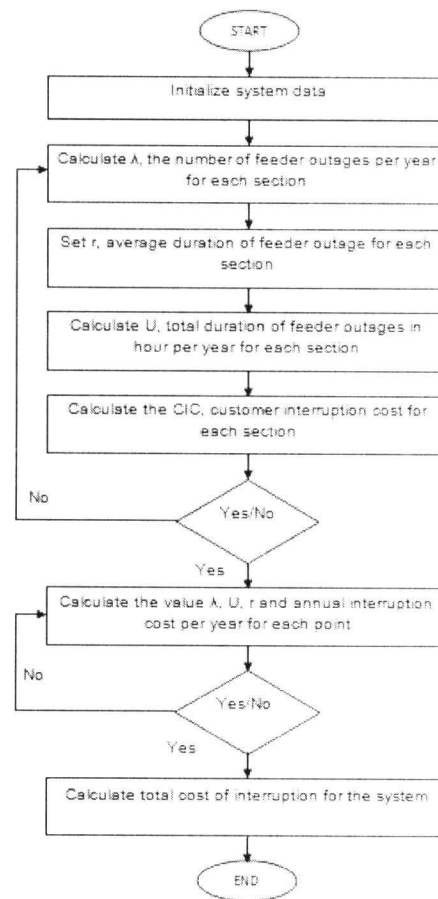 START
Initialize system data
Calculate λ, the number of feeder outages per year
for each section
Set r, average duration of feeder outage for each
section
Calculate U, total duration of feeder outages in
hour per year for each section
Calculate the CIC, customer interruption cost for
each section
No
Yes/No
Yes
Calculate the value λ, U, r and annual interruption
cost per year for each point
No
Yes/No
Yes
Calculate total cost of interruption for the system
END